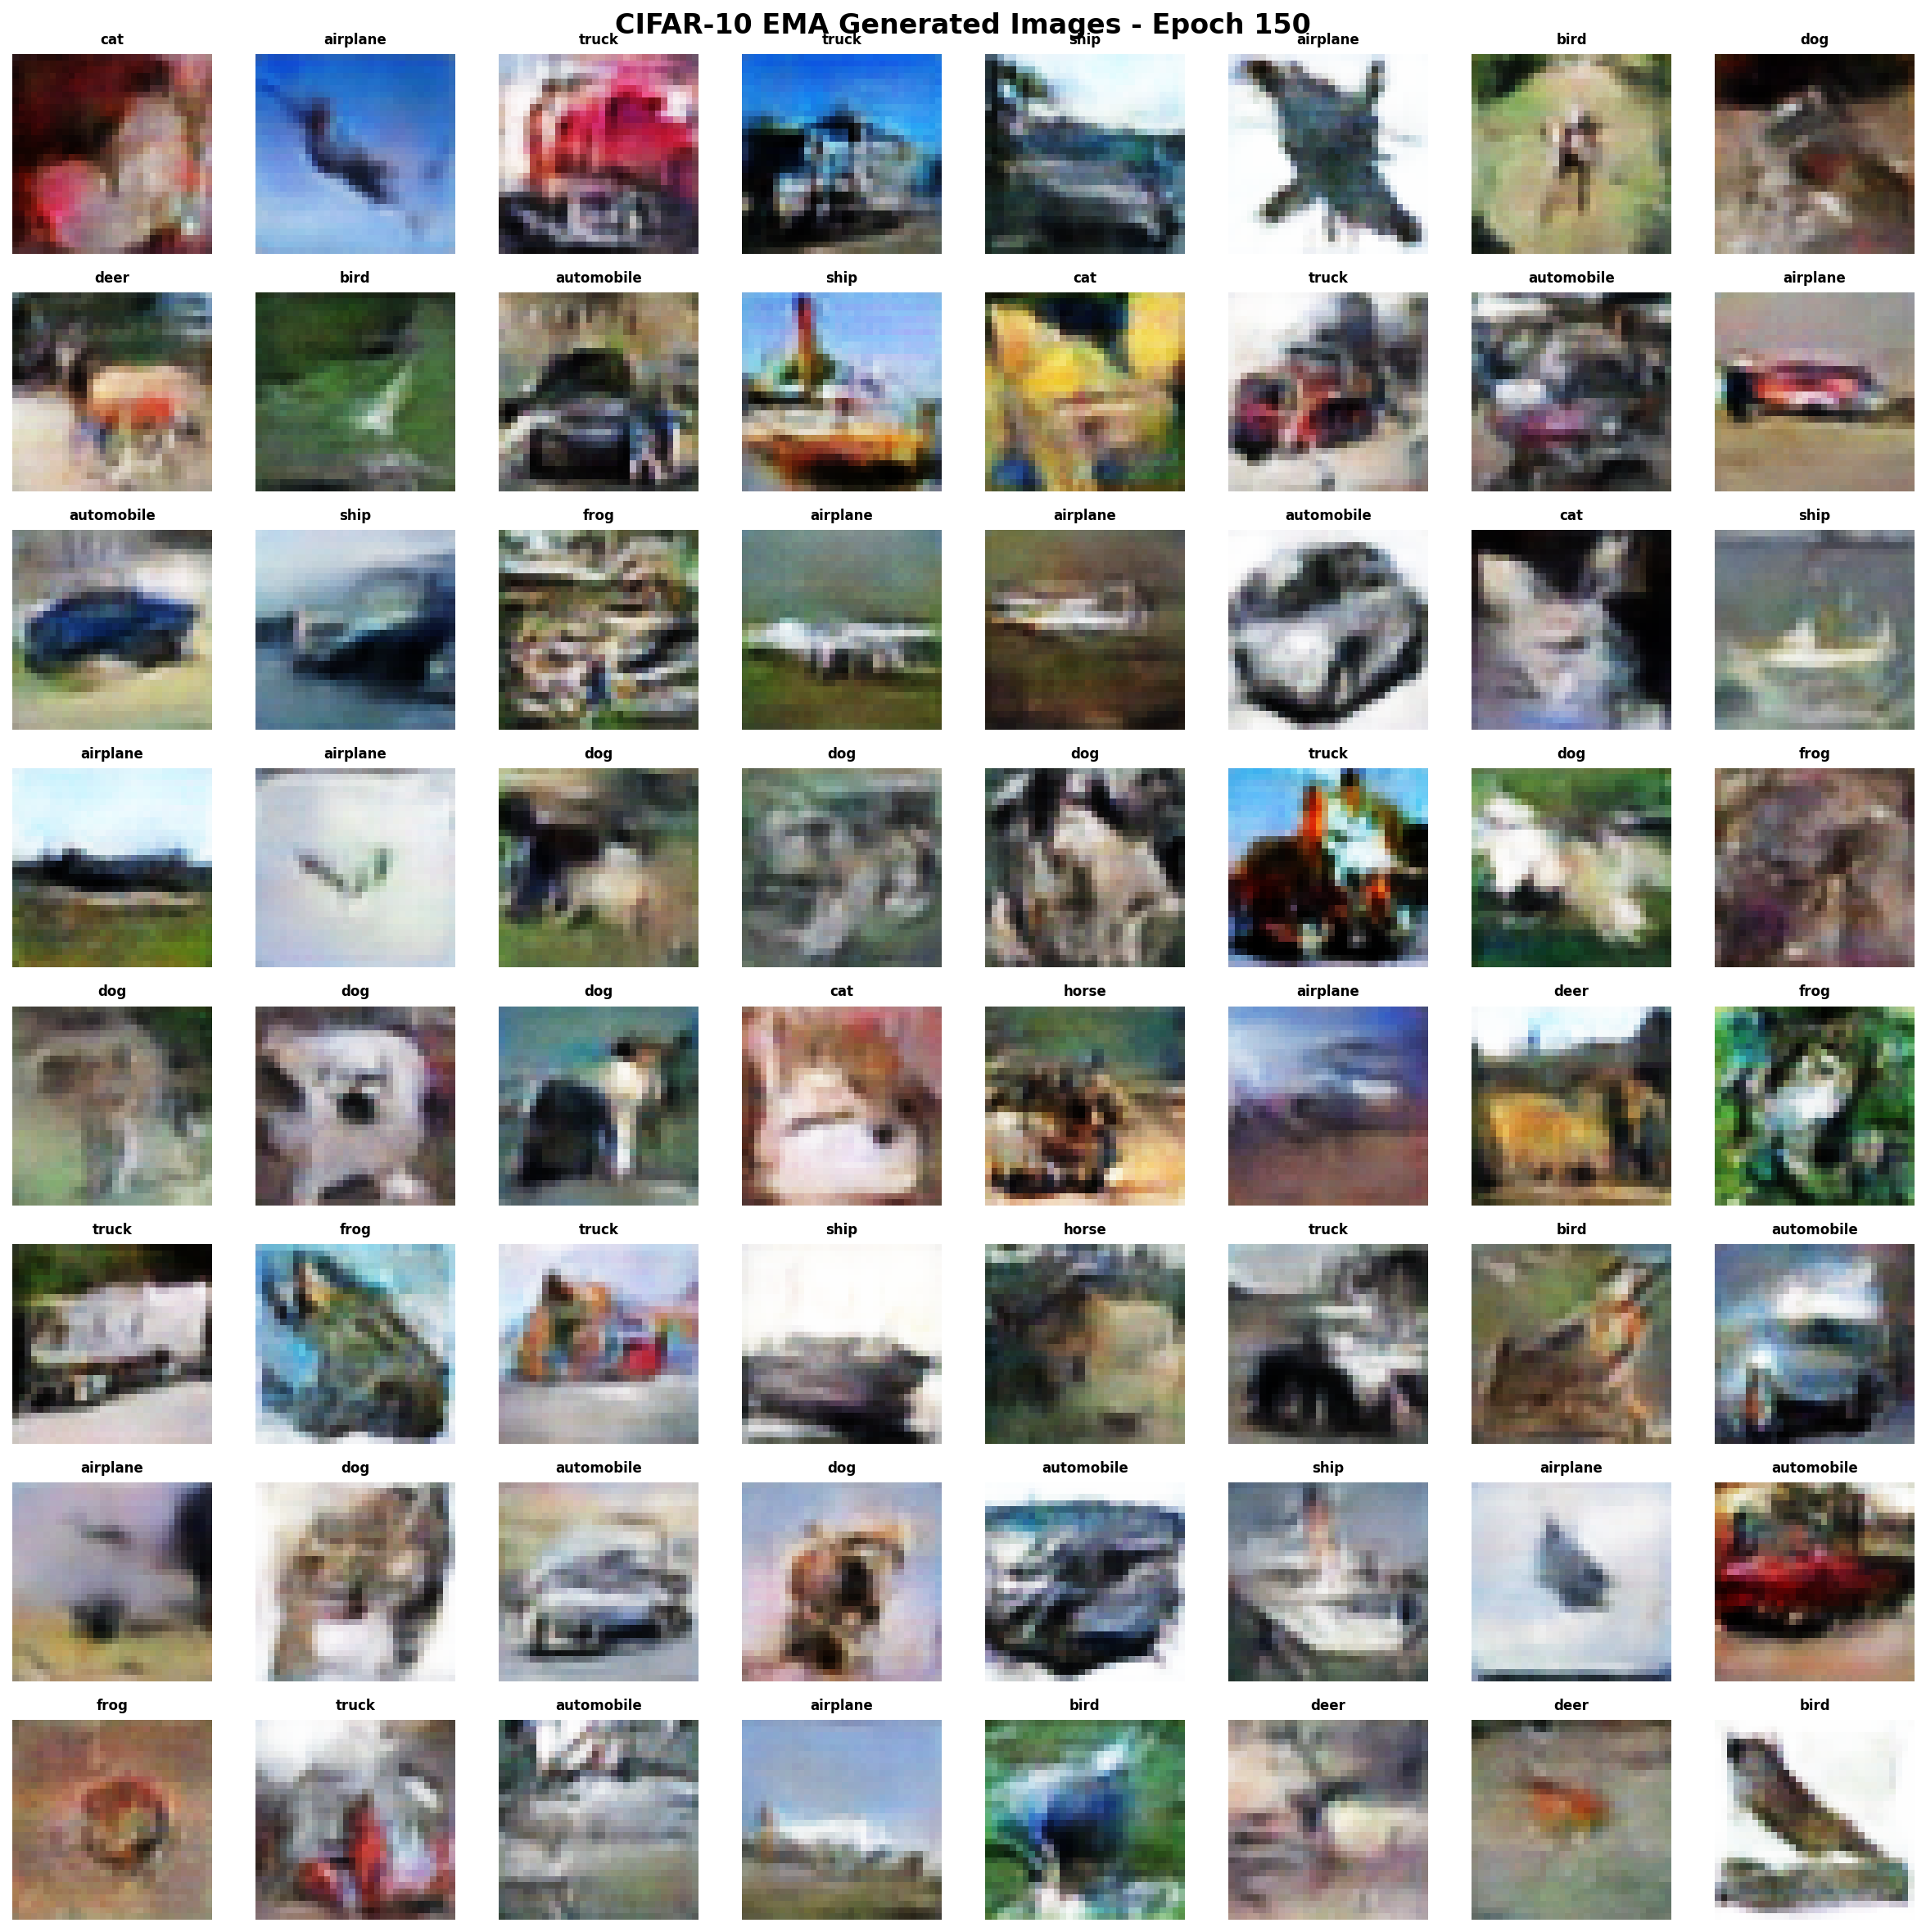 CIFAR-10 EMA Generated Images - Epoch 150
cat airplane truck truck ship airplane bird dog
deer bird automobile ship cat truck automobile airplane
automobile ship frog airplane airplane automobile cat ship
airplane airplane dog dog dog truck dog frog
dog dog dog cat horse airplane deer frog
truck frog truck ship horse truck bird automobile
airplane dog automobile dog automobile ship airplane automobile
frog truck automobile airplane bird deer deer bird